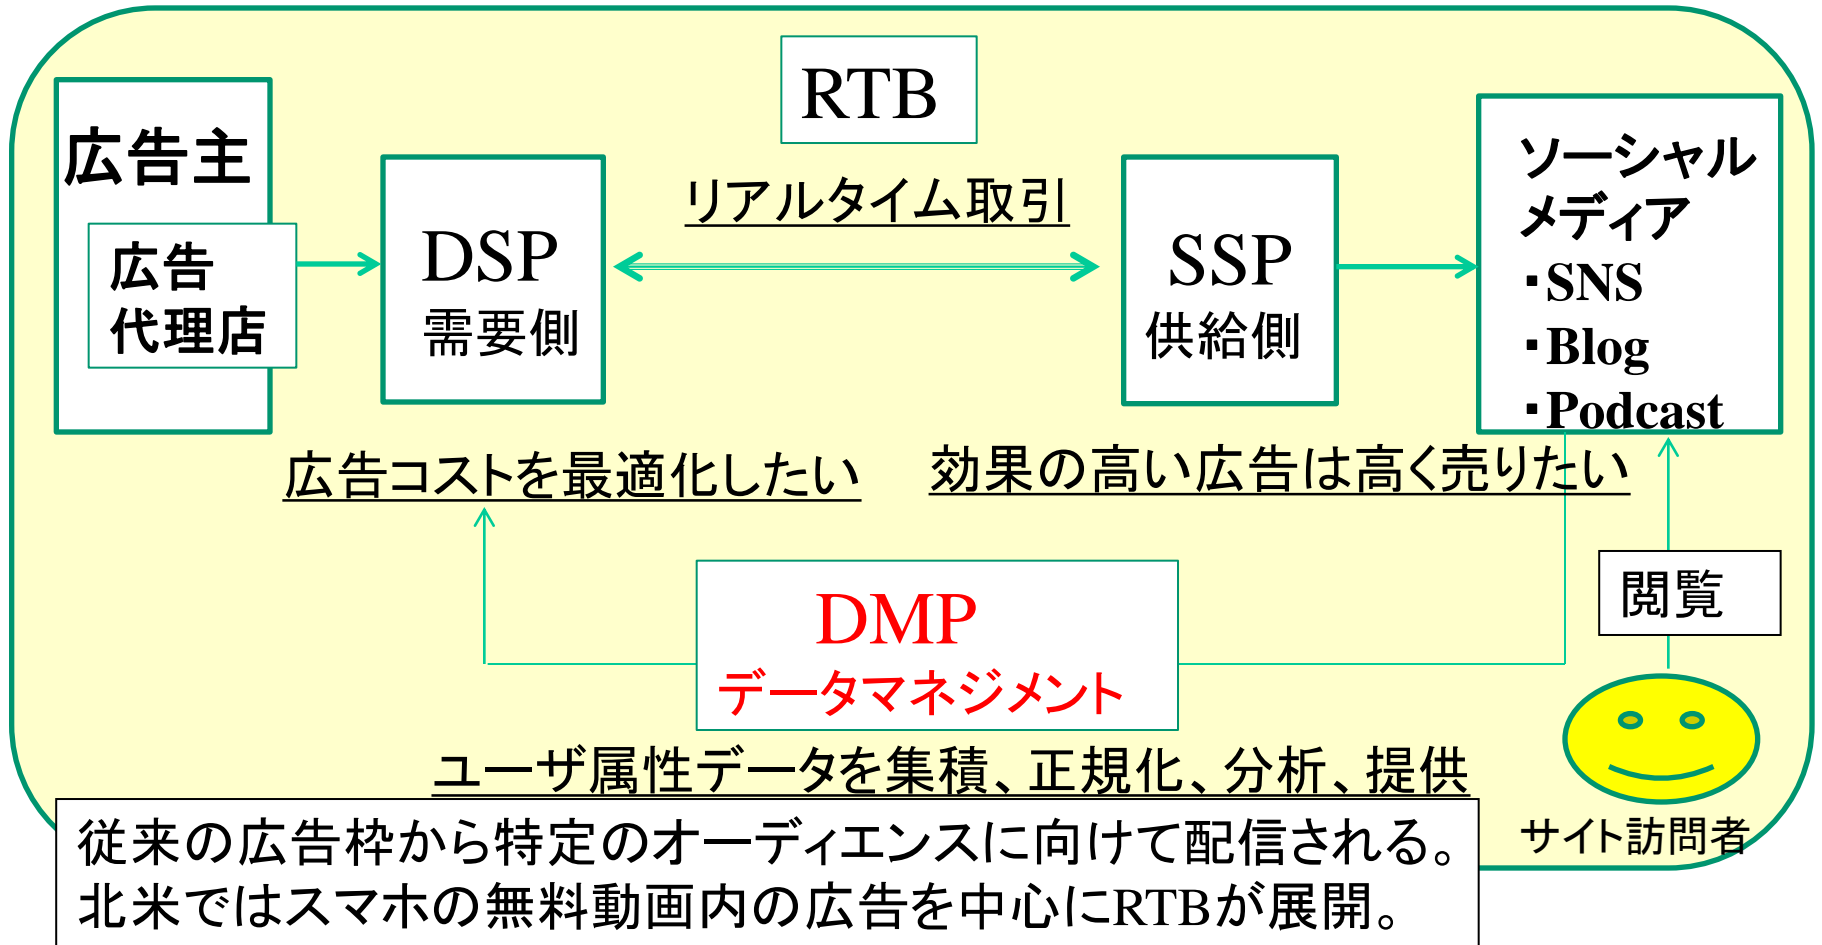 RTB
広告主
広告
代理店
DSP
需要側
リアルタイム取引
SSP
供給側
ソーシャル
メディア
・SNS
・Blog
・Podcast
広告コストを最適化したい
効果の高い広告は高く売りたい
閲覧
DMP
データマネジメント
ユーザ属性データを集積、正規化、分析、提供
サイト訪問者
従来の広告枠から特定のオーディエンスに向けて配信される。
北米ではスマホの無料動画内の広告を中心にRTBが展開。